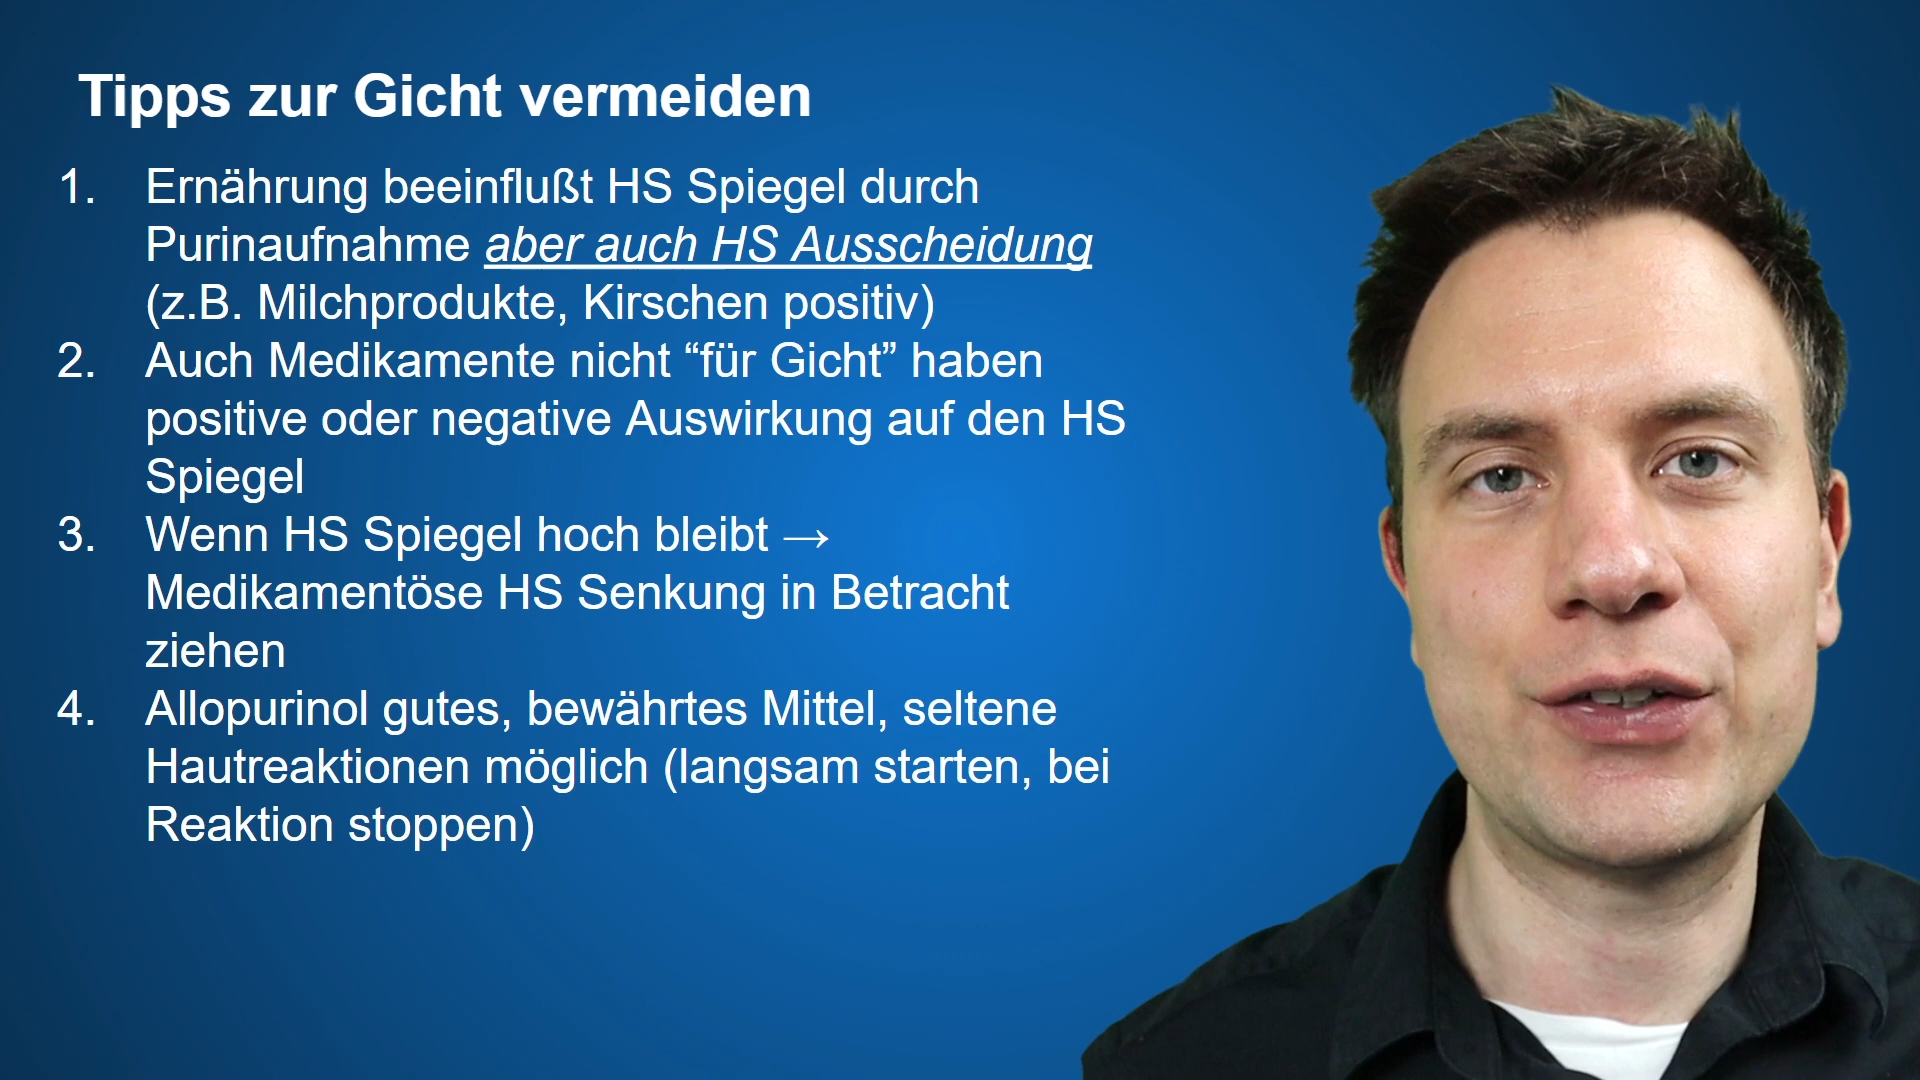 Tipps zur Gicht vermeiden
1. Ernährung beeinflußt HS Spiegel durch
Purinaufnahme aber auch HS Ausscheidung
(z.B. Milchprodukte, Kirschen positiv)
2. Auch Medikamente nicht “für Gicht” haben
positive oder negative Auswirkung auf den HS
Spiegel
3. Wenn HS Spiegel hoch bleibt →
Medikamentöse HS Senkung in Betracht
ziehen
4. Allopurinol gutes, bewährtes Mittel, seltene
Hautreaktionen möglich (langsam starten, bei
Reaktion stoppen)